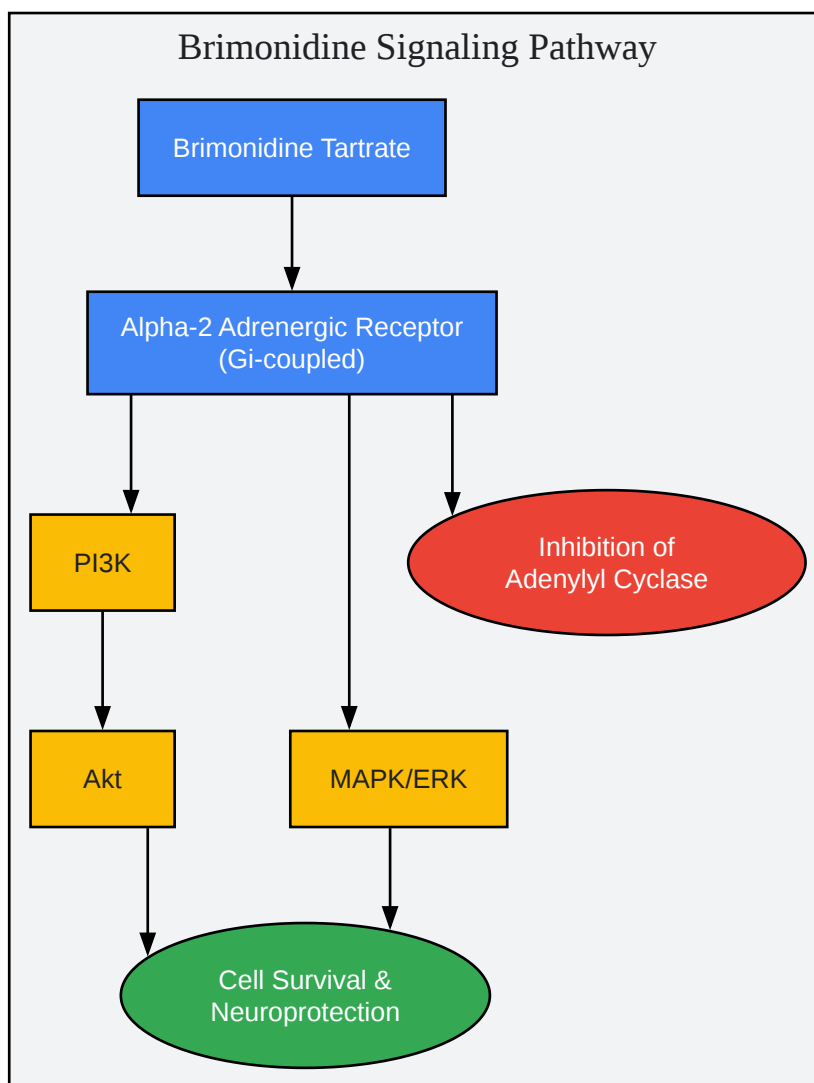 Brimonidine Signaling Pathway
Brimonidine Tartrate
Alpha-2 Adrenergic Receptor
(Gi-coupled)
PI3K
Inhibition of
Adenylyl Cyclase
Akt
MAPK/ERK
Cell Survival &
Neuroprotection